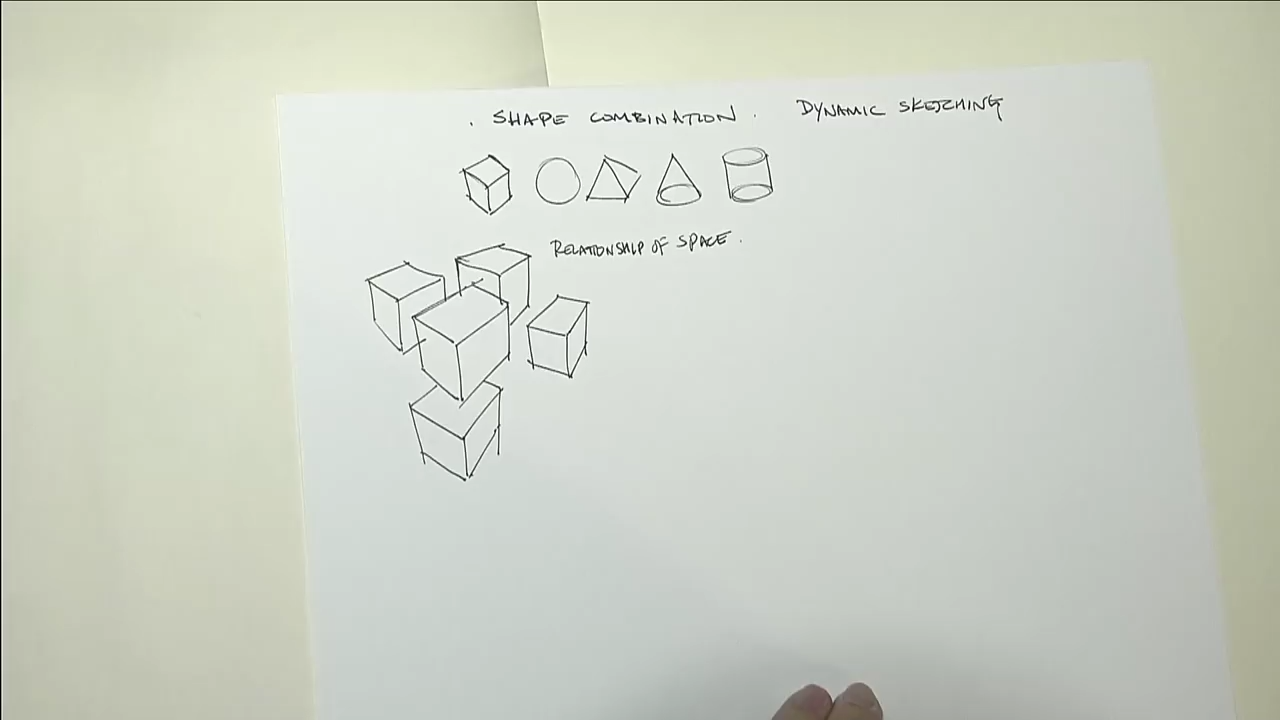 . SHAPE COMBINATION . DYNAMIC SKETCHING
RELATIONSHIP OF SPACE .